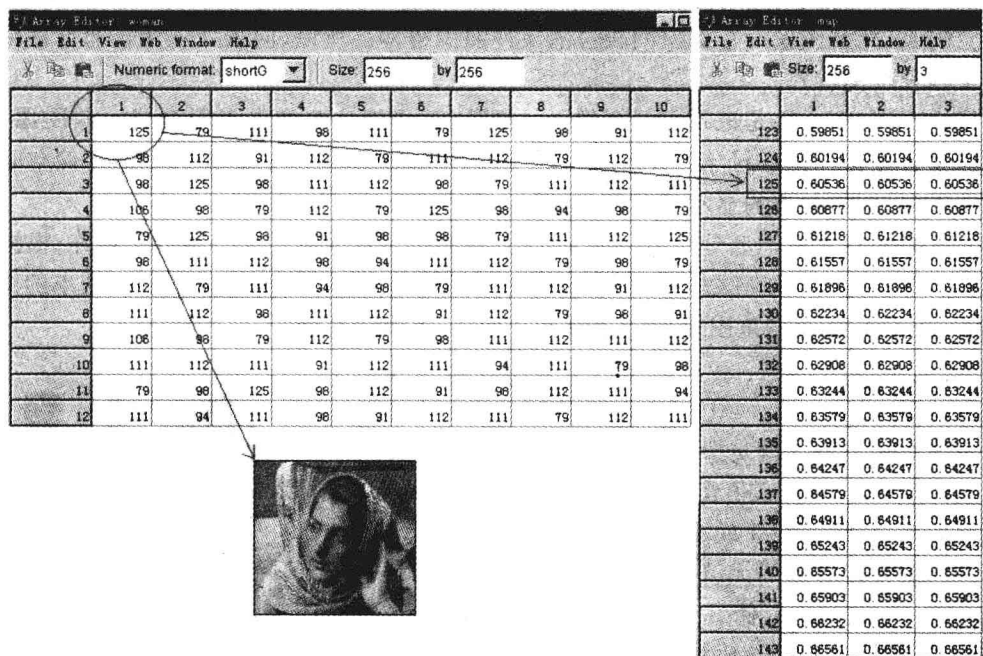 Array Editor woman
File Edit View Web Window Help
Numeric format: shortG Size: 256 by 256
1 2 3 4 5 6 7 8 9 10
1 125 79 111 98 111 79 125 98 91 112
2 98 112 91 112 79 111 112 79 112 79
3 98 125 98 111 112 98 79 111 112 111
4 106 98 79 112 79 125 98 94 98 79
5 79 125 98 91 98 98 79 111 112 125
6 98 111 112 98 94 111 112 79 98 79
7 112 79 111 94 98 79 111 112 91 112
8 111 112 98 111 112 91 112 79 98 91
9 106 98 79 112 79 98 111 112 111 112
10 111 112 111 91 112 111 94 111 79 98
11 79 98 125 98 112 91 98 112 111 94
12 111 94 111 98 91 112 111 79 112 111
Array Editor map
File Edit View Web Window Help
Size: 256 by 3
1 2 3
123 0.59851 0.59851 0.59851
124 0.60194 0.60194 0.60194
125 0.60536 0.60536 0.60536
126 0.60877 0.60877 0.60877
127 0.61218 0.61218 0.61218
128 0.61557 0.61557 0.61557
129 0.61896 0.61896 0.61896
130 0.62234 0.62234 0.62234
131 0.62572 0.62572 0.62572
132 0.62908 0.62908 0.62908
133 0.63244 0.63244 0.63244
134 0.63579 0.63579 0.63579
135 0.63913 0.63913 0.63913
136 0.64247 0.64247 0.64247
137 0.64579 0.64579 0.64579
138 0.64911 0.64911 0.64911
139 0.65243 0.65243 0.65243
140 0.65573 0.65573 0.65573
141 0.65903 0.65903 0.65903
142 0.66232 0.66232 0.66232
143 0.66561 0.66561 0.66561